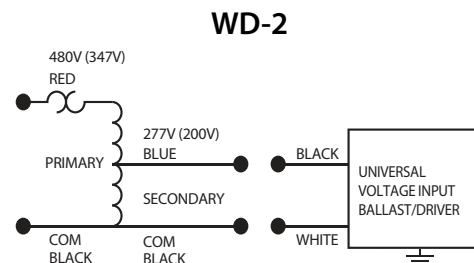 WD-2
480V (347V)
RED
277V (200V)
BLUE
PRIMARY
SECONDARY
COM
BLACK
COM
BLACK
BLACK
WHITE
UNIVERSAL
VOLTAGE INPUT
BALLAST/DRIVER